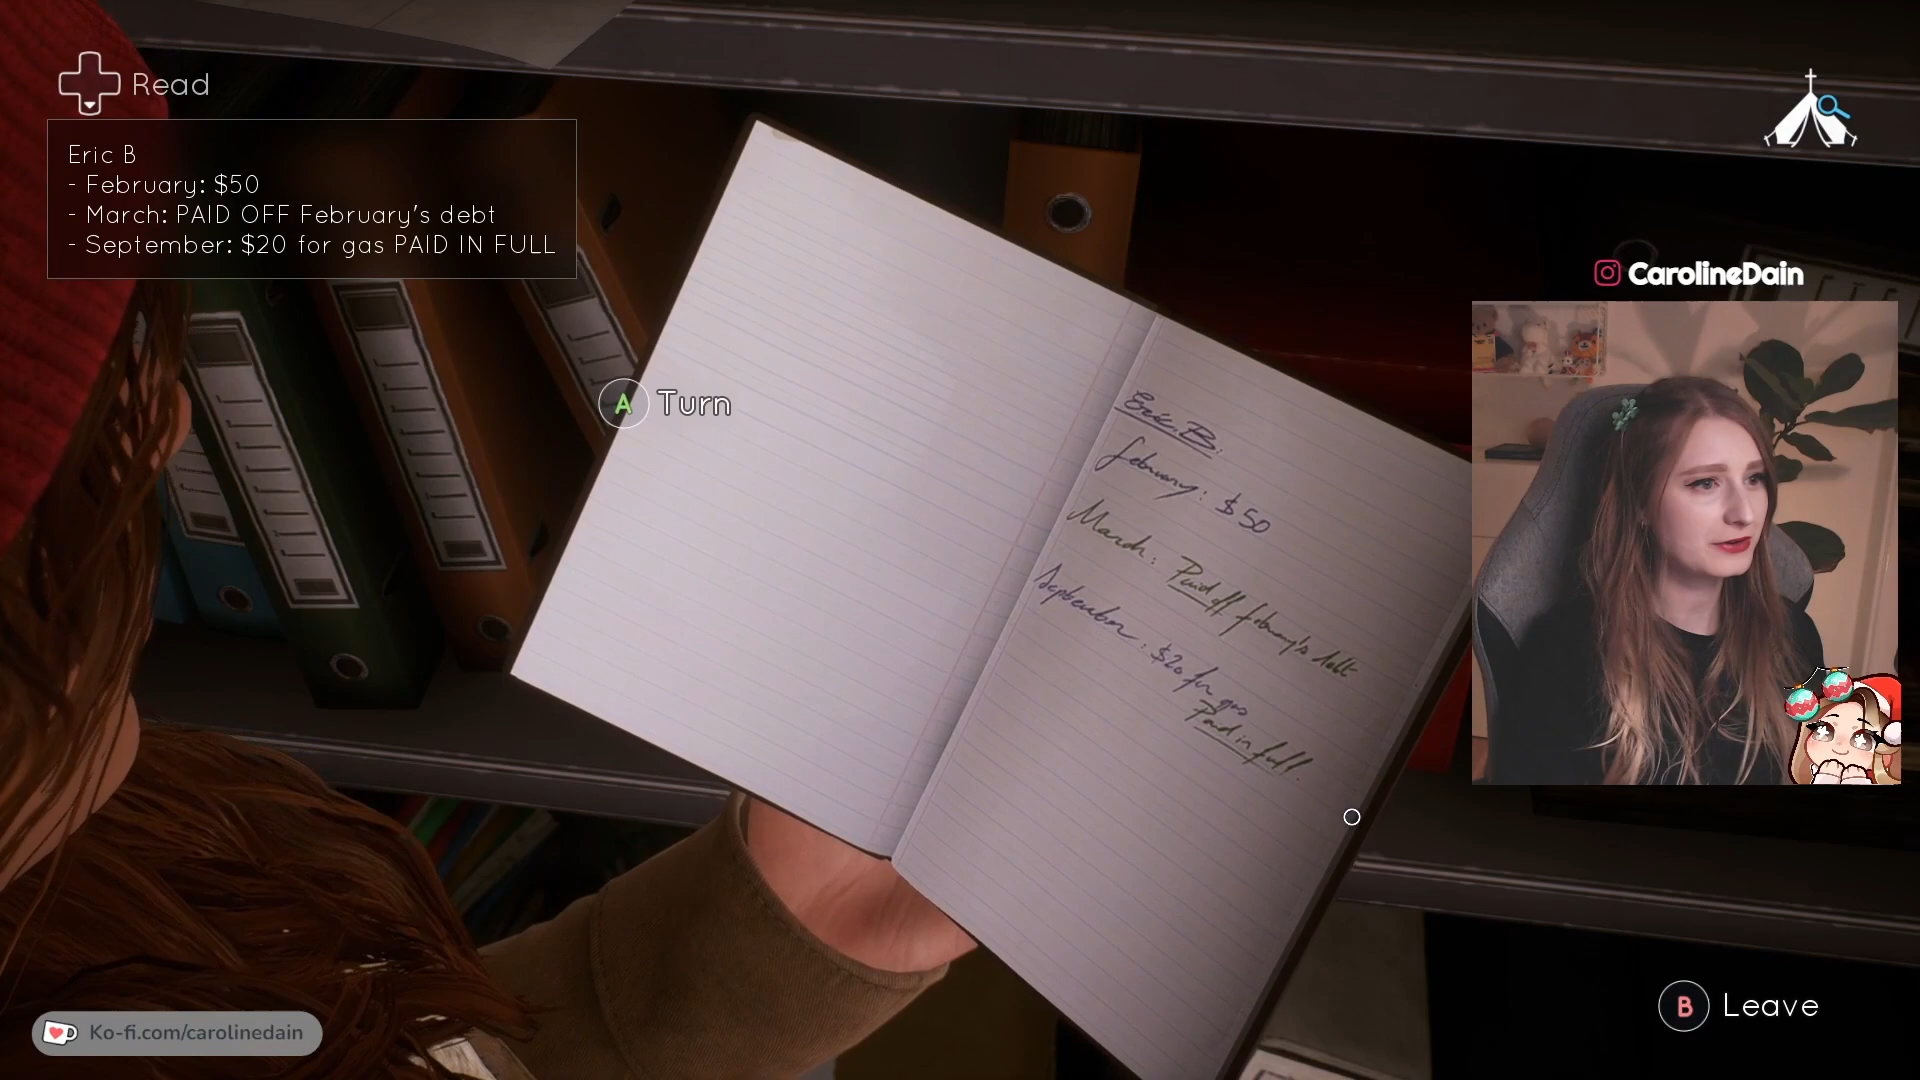 Read
Eric B
- February: $50
- March: PAID OFF February's debt
- September: $20 for gas PAID IN FULL
CarolineDain
A Turn
Eric B:
February: $50
March: Paid off february's debt
September: $20 for gas
Paid in full.
B Leave
Ko-fi.com/carolinedain